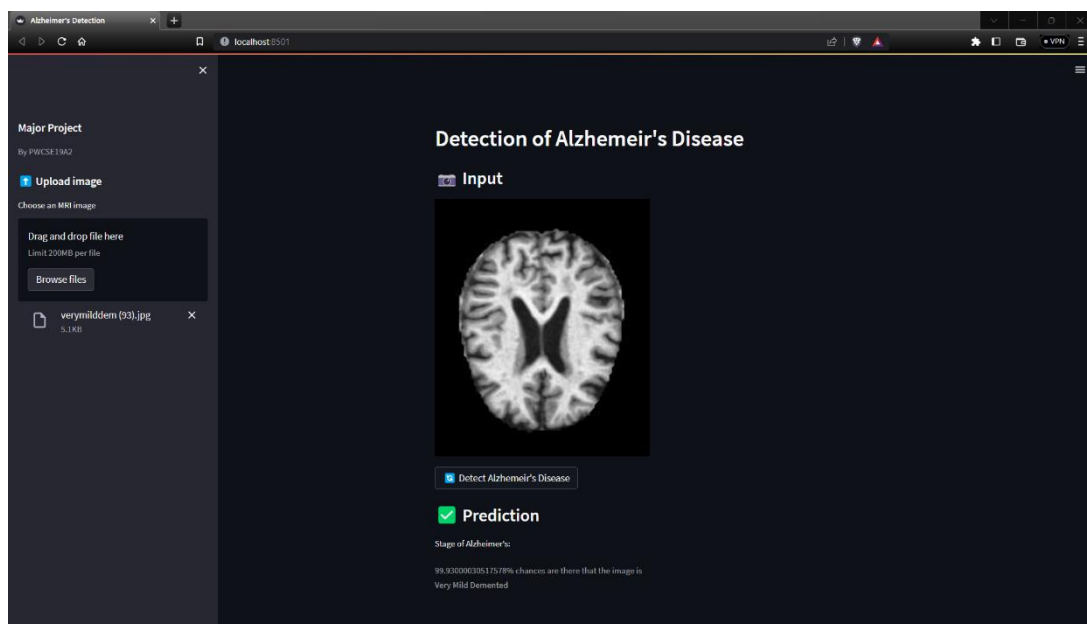 Alzheimer's Detection
localhost:8501
VPN
Major Project
By PWCSE19A2
Upload image
Choose an MRI image
Drag and drop file here
Limit 200MB per file
Browse files
verymilddem (93).jpg
5.1KB
Detection of Alzhemeir's Disease
Input
Detect Alzhemeir's Disease
Prediction
Stage of Alzheimer's:
99.93000030517578% chances are there that the image is
Very Mild Demented